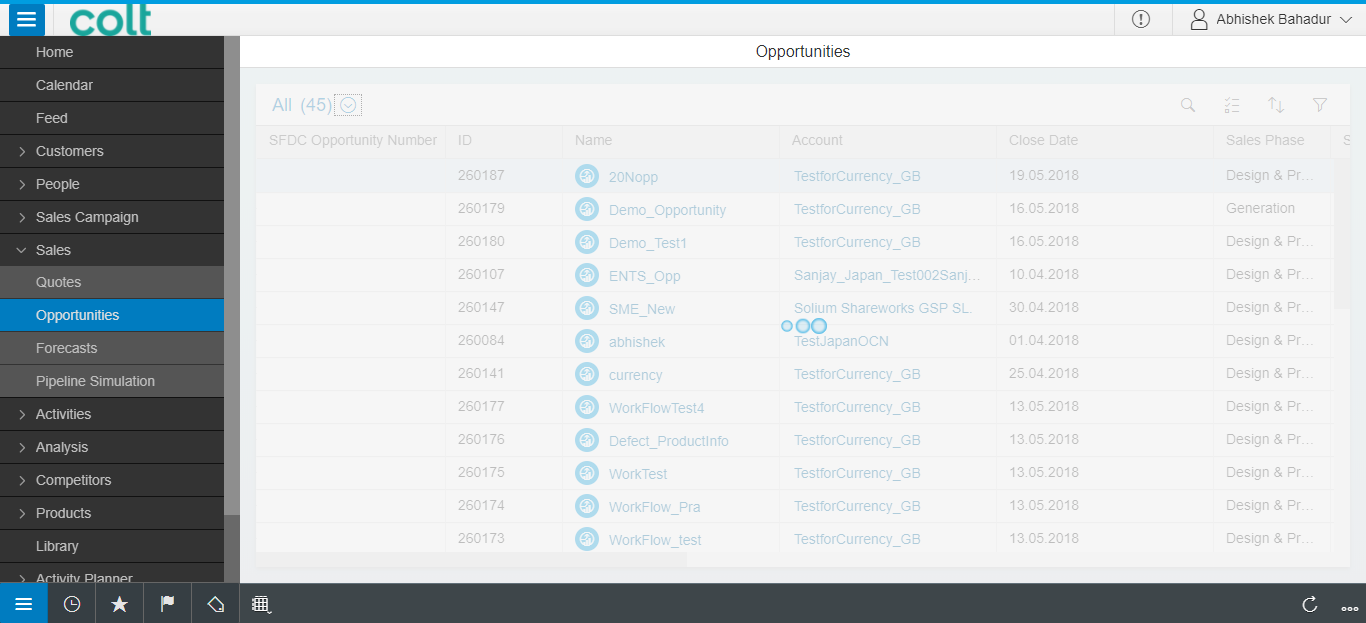 colt
Abhishek Bahadur
Home
Calendar
Feed
Customers
People
Sales Campaign
Sales
Quotes
Opportunities
Forecasts
Pipeline Simulation
Activities
Analysis
Competitors
Products
Library
Activity Planner
Opportunities
All (45)
SFDC Opportunity Number ID Name Account Close Date Sales Phase S
260187 20Nopp TestforCurrency_GB 19.05.2018 Design & Pr...
260179 Demo_Opportunity TestforCurrency_GB 16.05.2018 Generation
260180 Demo_Test1 TestforCurrency_GB 16.05.2018 Design & Pr...
260107 ENTS_Opp Sanjay_Japan_Test002Sanj... 10.04.2018 Design & Pr...
260147 SME_New Solium Shareworks GSP SL. 30.04.2018 Design & Pr...
260084 abhishek TestJapanOCN 01.04.2018 Design & Pr...
260141 currency TestforCurrency_GB 25.04.2018 Design & Pr...
260177 WorkFlowTest4 TestforCurrency_GB 13.05.2018 Design & Pr...
260176 Defect_ProductInfo TestforCurrency_GB 13.05.2018 Design & Pr...
260175 WorkTest TestforCurrency_GB 13.05.2018 Design & Pr...
260174 WorkFlow_Pra TestforCurrency_GB 13.05.2018 Design & Pr...
260173 WorkFlow_test TestforCurrency_GB 13.05.2018 Design & Pr...